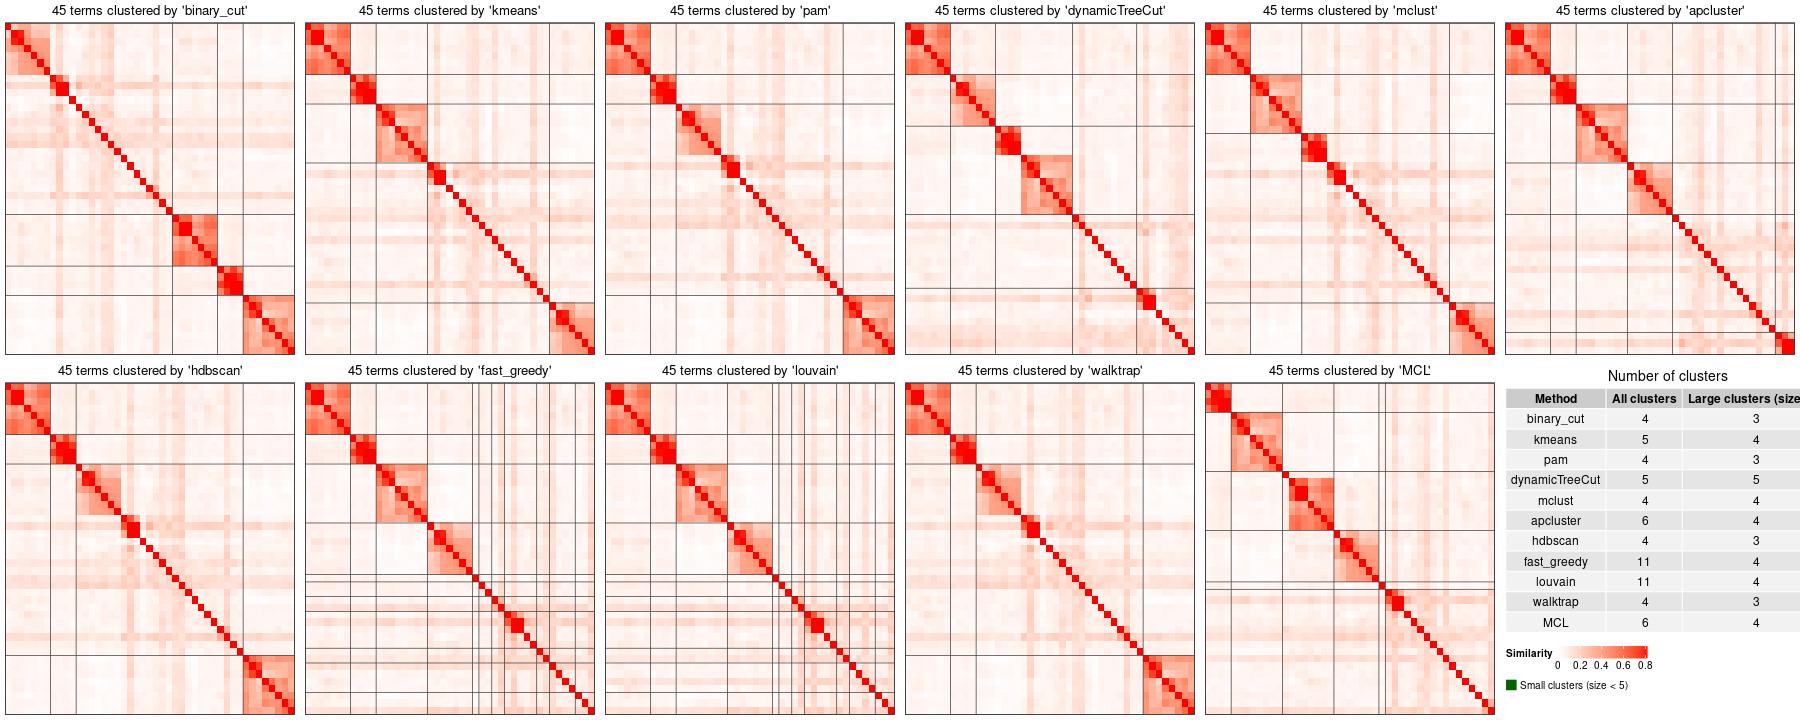 45 terms clustered by 'binary_cut'
45 terms clustered by 'kmeans'
45 terms clustered by 'pam'
45 terms clustered by 'dynamicTreeCut'
45 terms clustered by 'mclust'
45 terms clustered by 'apcluster'
45 terms clustered by 'hdbscan'
45 terms clustered by 'fast_greedy'
45 terms clustered by 'louvain'
45 terms clustered by 'walktrap'
45 terms clustered by 'MCL'
Number of clusters
Method All clusters Large clusters (size
binary_cut 4 3
kmeans 5 4
pam 4 3
dynamicTreeCut 5 5
mclust 4 4
apcluster 6 4
hdbscan 4 3
fast_greedy 11 4
louvain 11 4
walktrap 4 3
MCL 6 4
Similarity
0 0.2 0.4 0.6 0.8
Small clusters (size < 5)